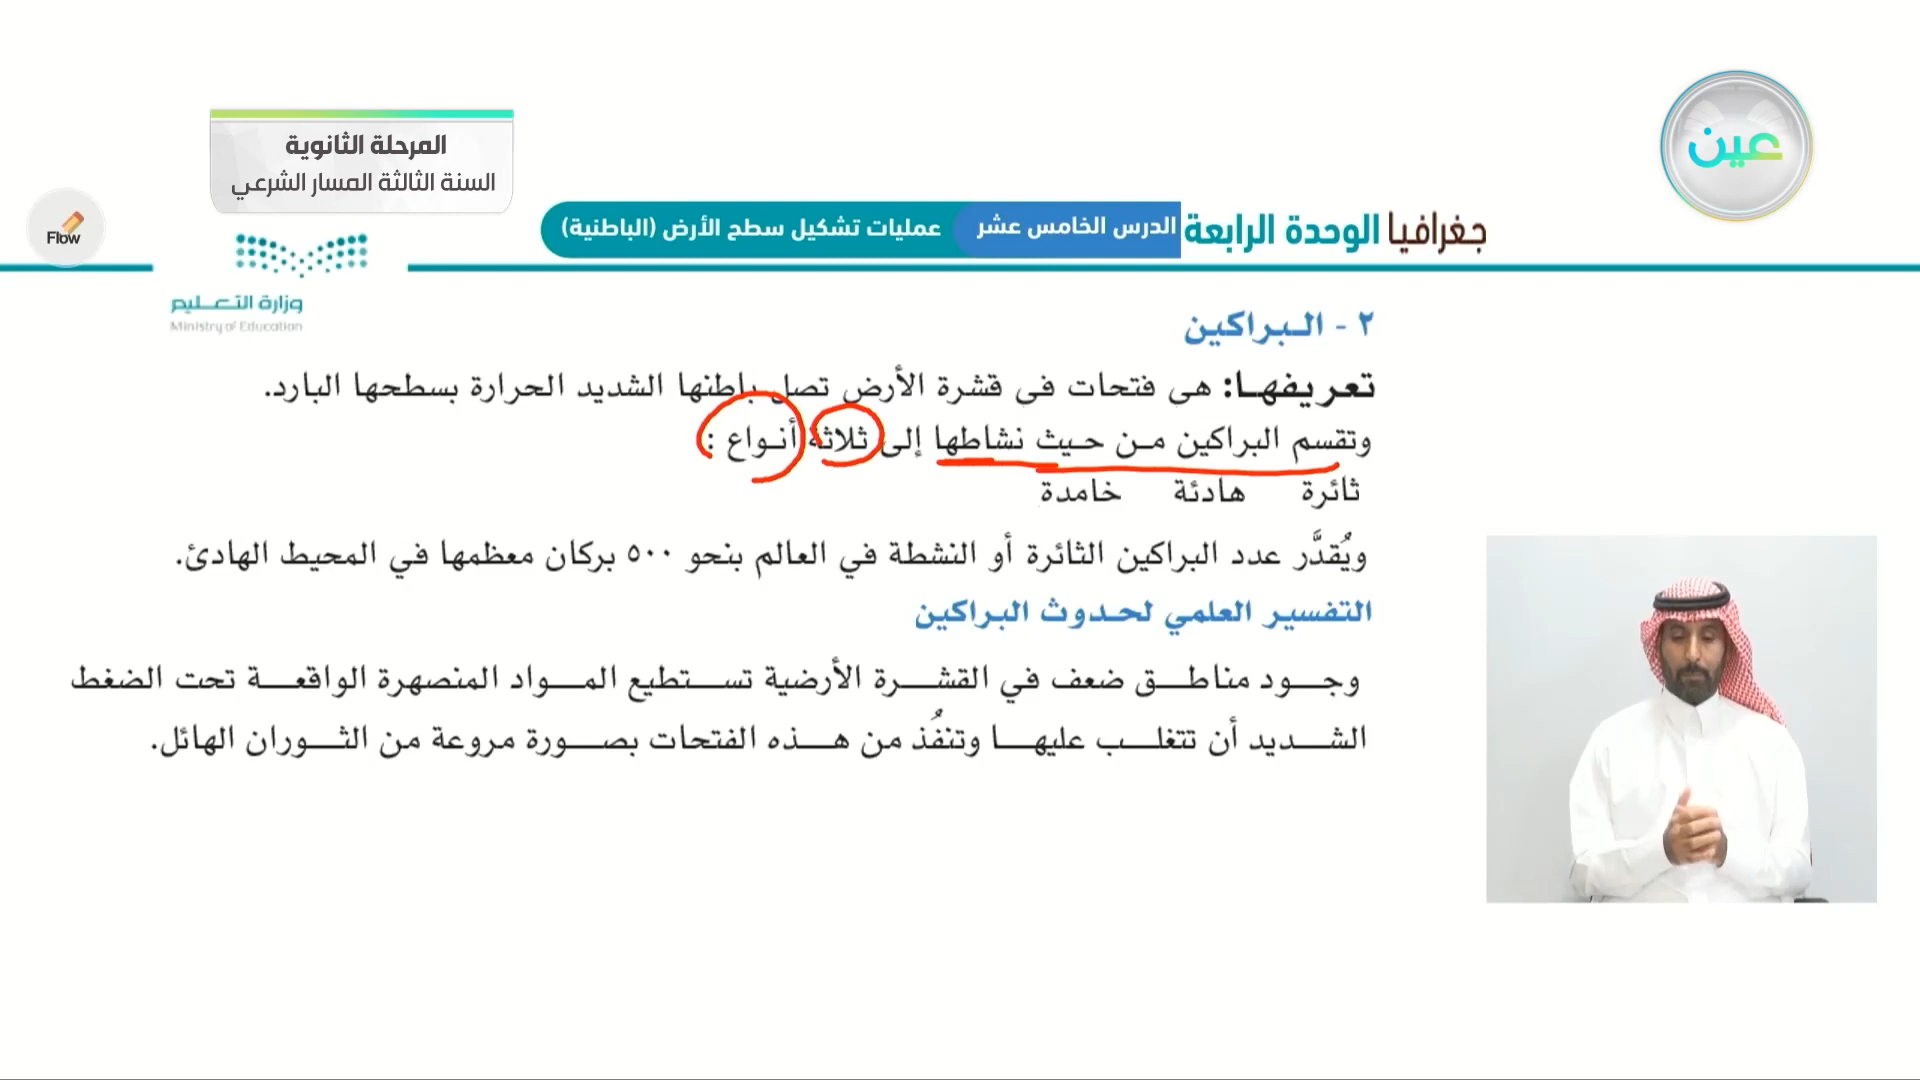 المرحلة الثانوية
السنة الثالثة المسار الشرعي
عين
Flow
جغرافيا الوحدة الرابعة الدرس الخامس عشر عمليات تشكيل سطح الأرض (الباطنية)
وزارة التعليم
Ministry of Education
٢ - البراكين
تعريفها: هي فتحات في قشرة الأرض تصل باطنها الشديد الحرارة بسطحها البارد.
وتقسم البراكين من حيث نشاطها إلى ثلاثة أنواع :
ثائرة هادئة خامدة
ويُقدَّر عدد البراكين الثائرة أو النشطة في العالم بنحو ٥٠٠ بركان معظمها في المحيط الهادئ.
التفسير العلمي لحدوث البراكين
وجود مناطق ضعف في القشرة الأرضية تستطيع المواد المنصهرة الواقعة تحت الضغط
الشديد أن تتغلب عليها وتنفُذ من هذه الفتحات بصورة مروعة من الثوران الهائل.